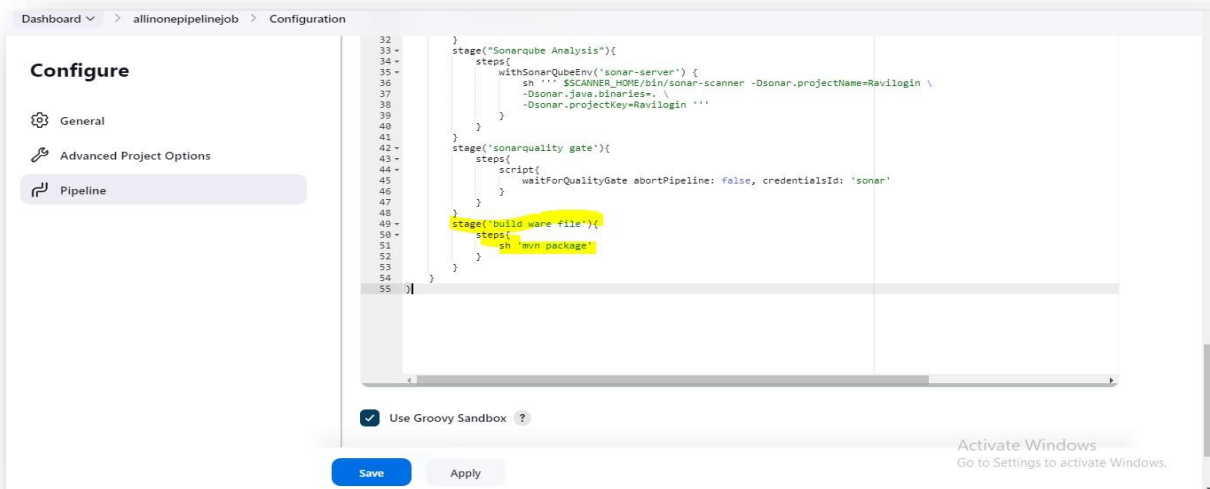 Dashboard > allinonepipelinejob > Configuration
Configure
General
Advanced Project Options
Pipeline
32 }
33 stage("Sonarqube Analysis"){
34 steps{
35 withSonarQubeEnv('sonar-server') {
36 sh ''' $SCANNER_HOME/bin/sonar-scanner -Dsonar.projectName=Ravilogin \
37 -Dsonar.java.binaries=. \
38 -Dsonar.projectKey=Ravilogin '''
39 }
40 }
41 }
42 stage('sonarquality gate'){
43 steps{
44 script{
45 waitForQualityGate abortPipeline: false, credentialsId: 'sonar'
46 }
47 }
48 }
49 stage('build ware file'){
50 steps{
51 sh 'mvn package'
52 }
53 }
54 }
55 }
Use Groovy Sandbox ?
Save Apply
Activate Windows
Go to Settings to activate Windows.